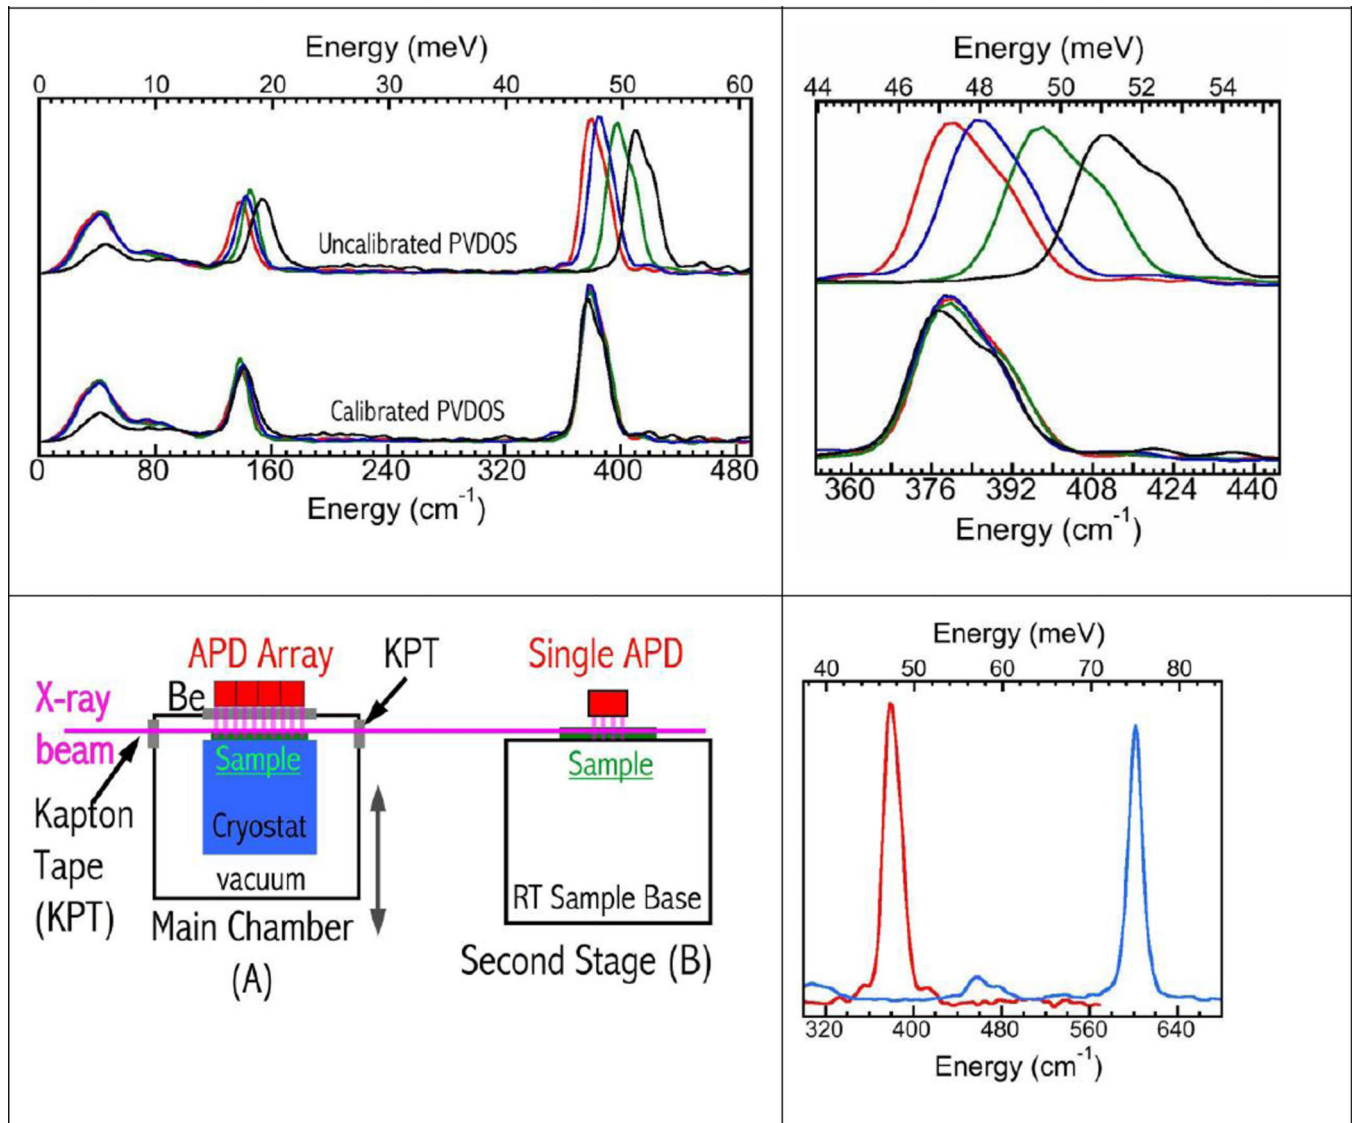 Energy (meV)
0 10 20 30 40 50 60
Uncalibrated PVDOS
Calibrated PVDOS
0 80 160 240 320 400 480
Energy (cm⁻¹)
Energy (meV)
44 46 48 50 52 54
360 376 392 408 424 440
Energy (cm⁻¹)
APD Array KPT Single APD
Be
X-ray
beam
Sample Sample
Kapton
Tape
(KPT)
Cryostat
vacuum RT Sample Base
Main Chamber
(A)
Second Stage (B)
Energy (meV)
40 50 60 70 80
320 400 480 560 640
Energy (cm⁻¹)